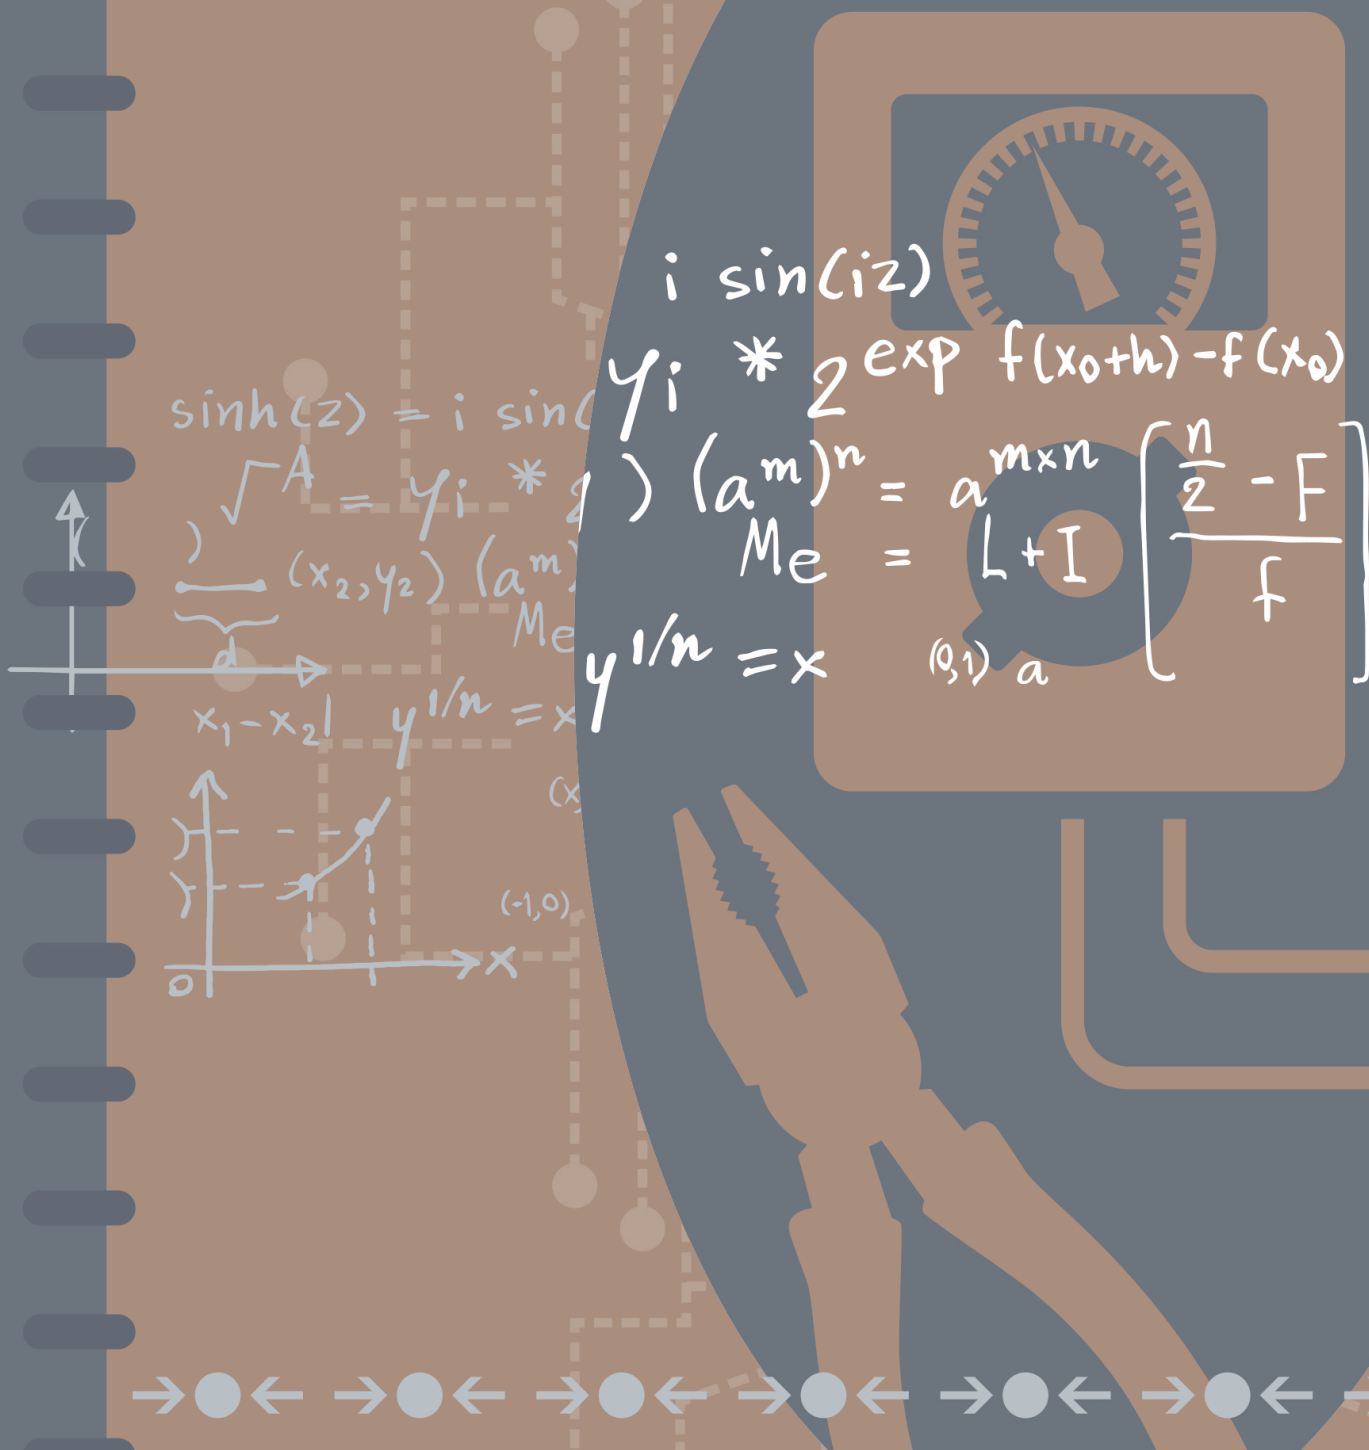 i sin(iz)
yi * 2^exp f(x₀+h)-f(x₀)
) (a^m)^n = a^m×n [n/2 - F / f]
Me = L+I
y^1/n = x (0,1) a
sinh(z) = i sin(
√A = yi * 2
( ) (x₂,y₂) (a^m)
Me
d
x₁-x₂| y^1/n = x
(x,
(-1,0)
0 x